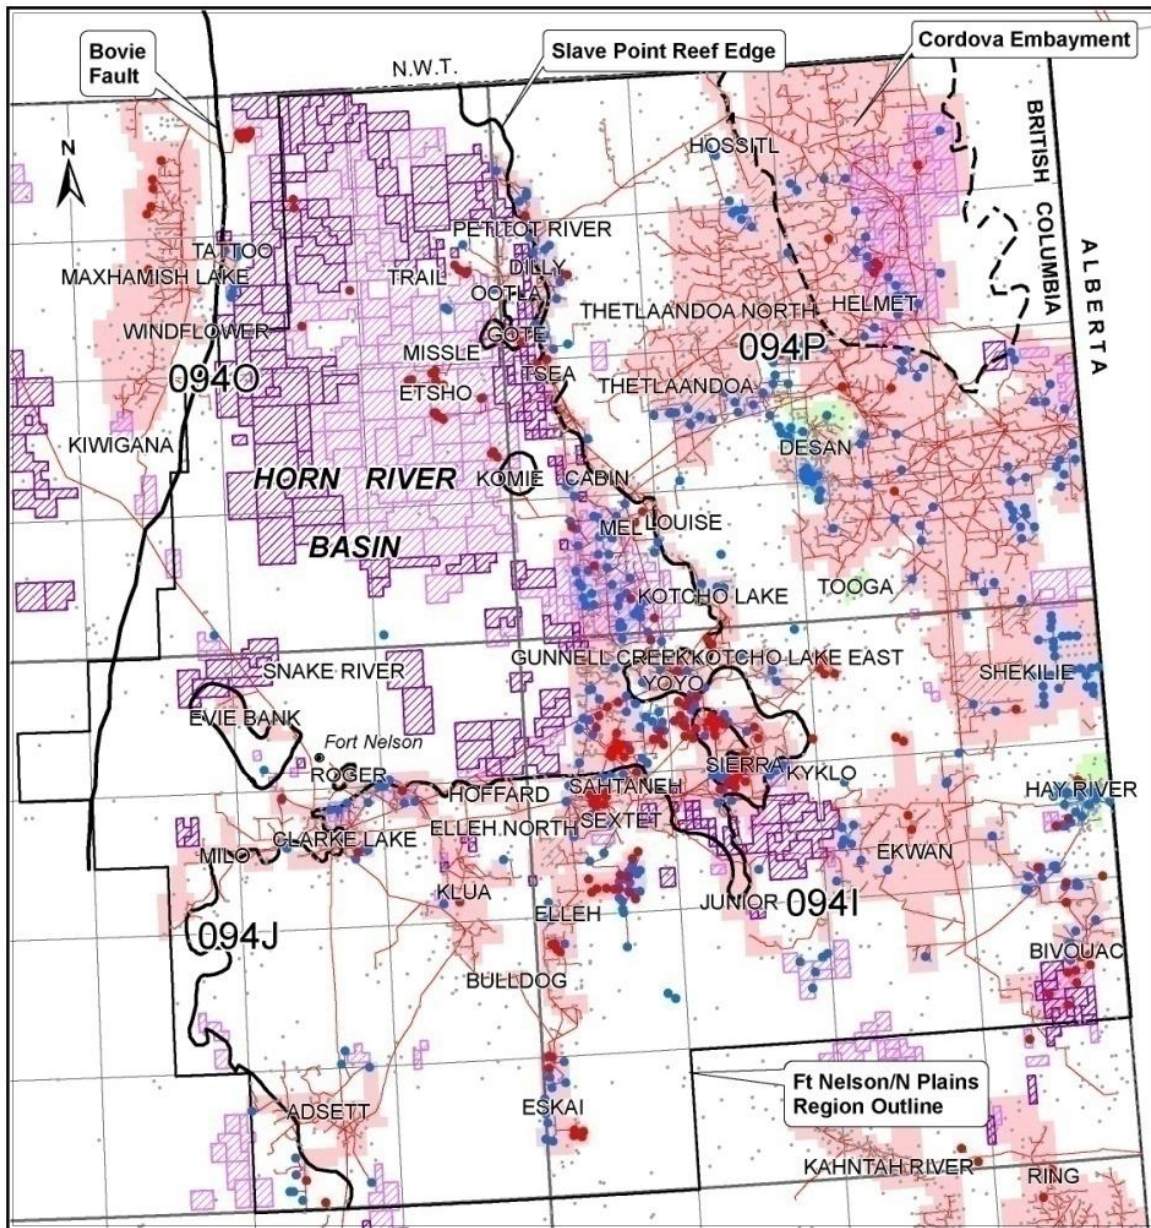 Bovie
Fault
Slave Point Reef Edge
Cordova Embayment
N.W.T.
N
BRITISH COLUMBIA
ALBERTA
HOSSITL
PETITOT RIVER
TATTOO
MAXHAMISH LAKE
TRAIL
DILLY
OOTLA
THETLAANDOA NORTH
HELMET
WINDFLOWER
GOTE
MISSLE
094P
094O
TSEA
THETLAANDOA
ETSHO
KIWIGANA
DESAN
HORN RIVER
KOMIE
CABIN
BASIN
MEL
LOUISE
TOOGA
KOTCHO LAKE
SNAKE RIVER
GUNNELL CREEK
KOTCHO LAKE EAST
YOYO
SHEKILIE
EVIE BANK
Fort Nelson
ROGER
SIERRA
KYKLO
HOFFARD
SAHTANEH
HAY RIVER
SEXTET
ELLEH NORTH
CLARKE LAKE
MILO
EKWAN
KLUA
JUNIOR
094I
ELLEH
094J
BIVOUAC
BULLDOG
Ft Nelson/N Plains
Region Outline
ADSETT
ESKAI
KAHNTAH RIVER
RING